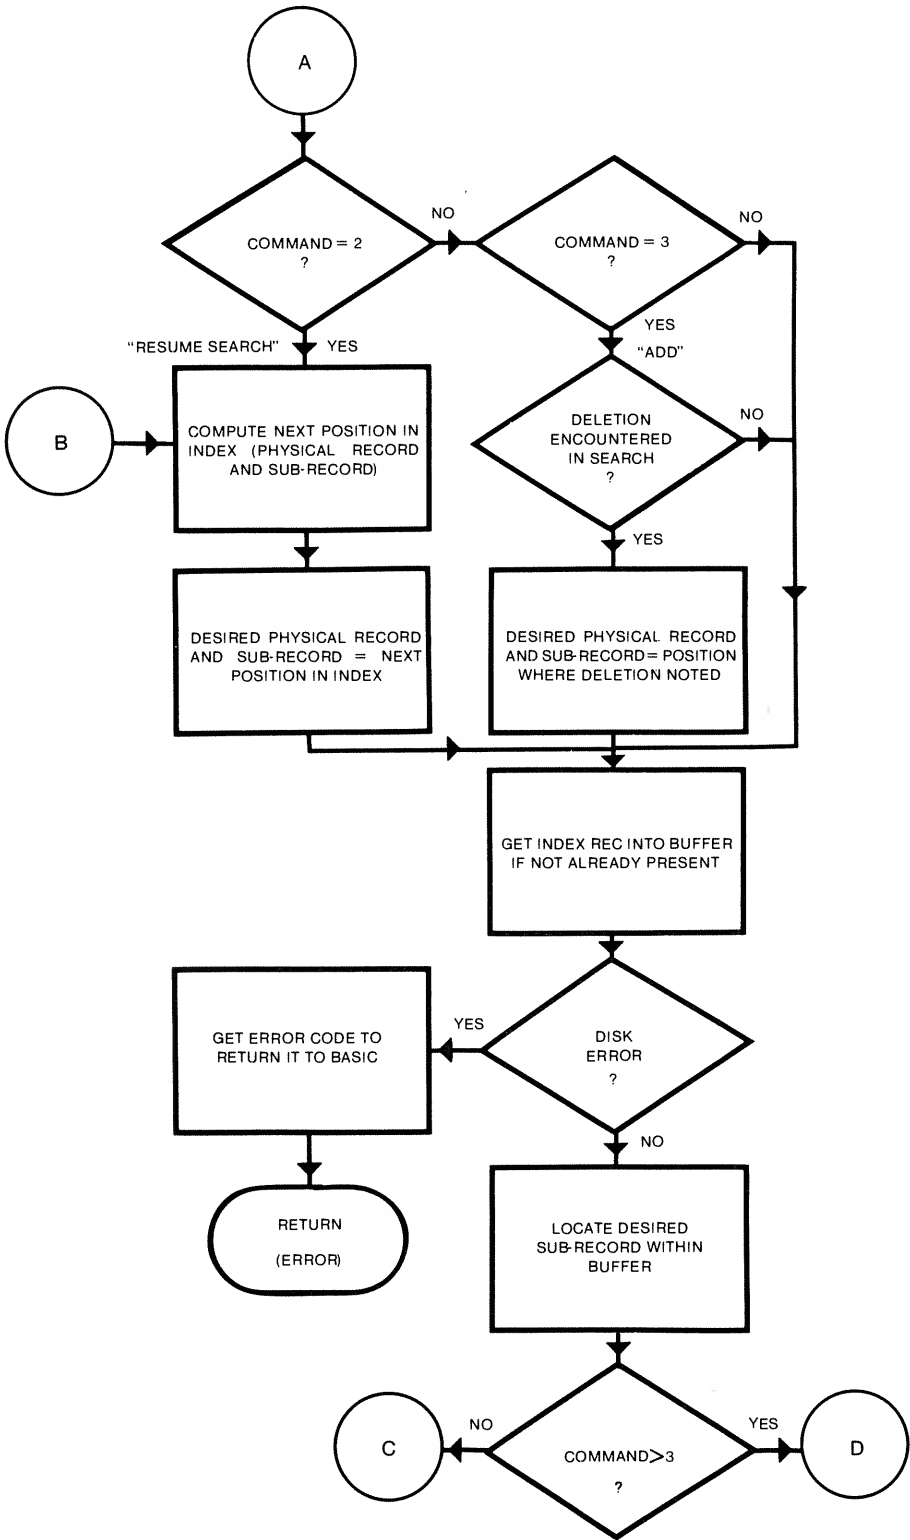 A
COMMAND = 2
?
NO
COMMAND = 3
?
NO
"RESUME SEARCH"
YES
YES
"ADD"
B
COMPUTE NEXT POSITION IN
INDEX (PHYSICAL RECORD
AND SUB-RECORD)
DELETION
ENCOUNTERED
IN SEARCH
?
NO
YES
DESIRED PHYSICAL RECORD
AND SUB-RECORD = NEXT
POSITION IN INDEX
DESIRED PHYSICAL RECORD
AND SUB-RECORD = POSITION
WHERE DELETION NOTED
GET INDEX REC INTO BUFFER
IF NOT ALREADY PRESENT
GET ERROR CODE TO
RETURN IT TO BASIC
YES
DISK
ERROR
?
NO
RETURN
(ERROR)
LOCATE DESIRED
SUB-RECORD WITHIN
BUFFER
C
NO
COMMAND>3
?
YES
D